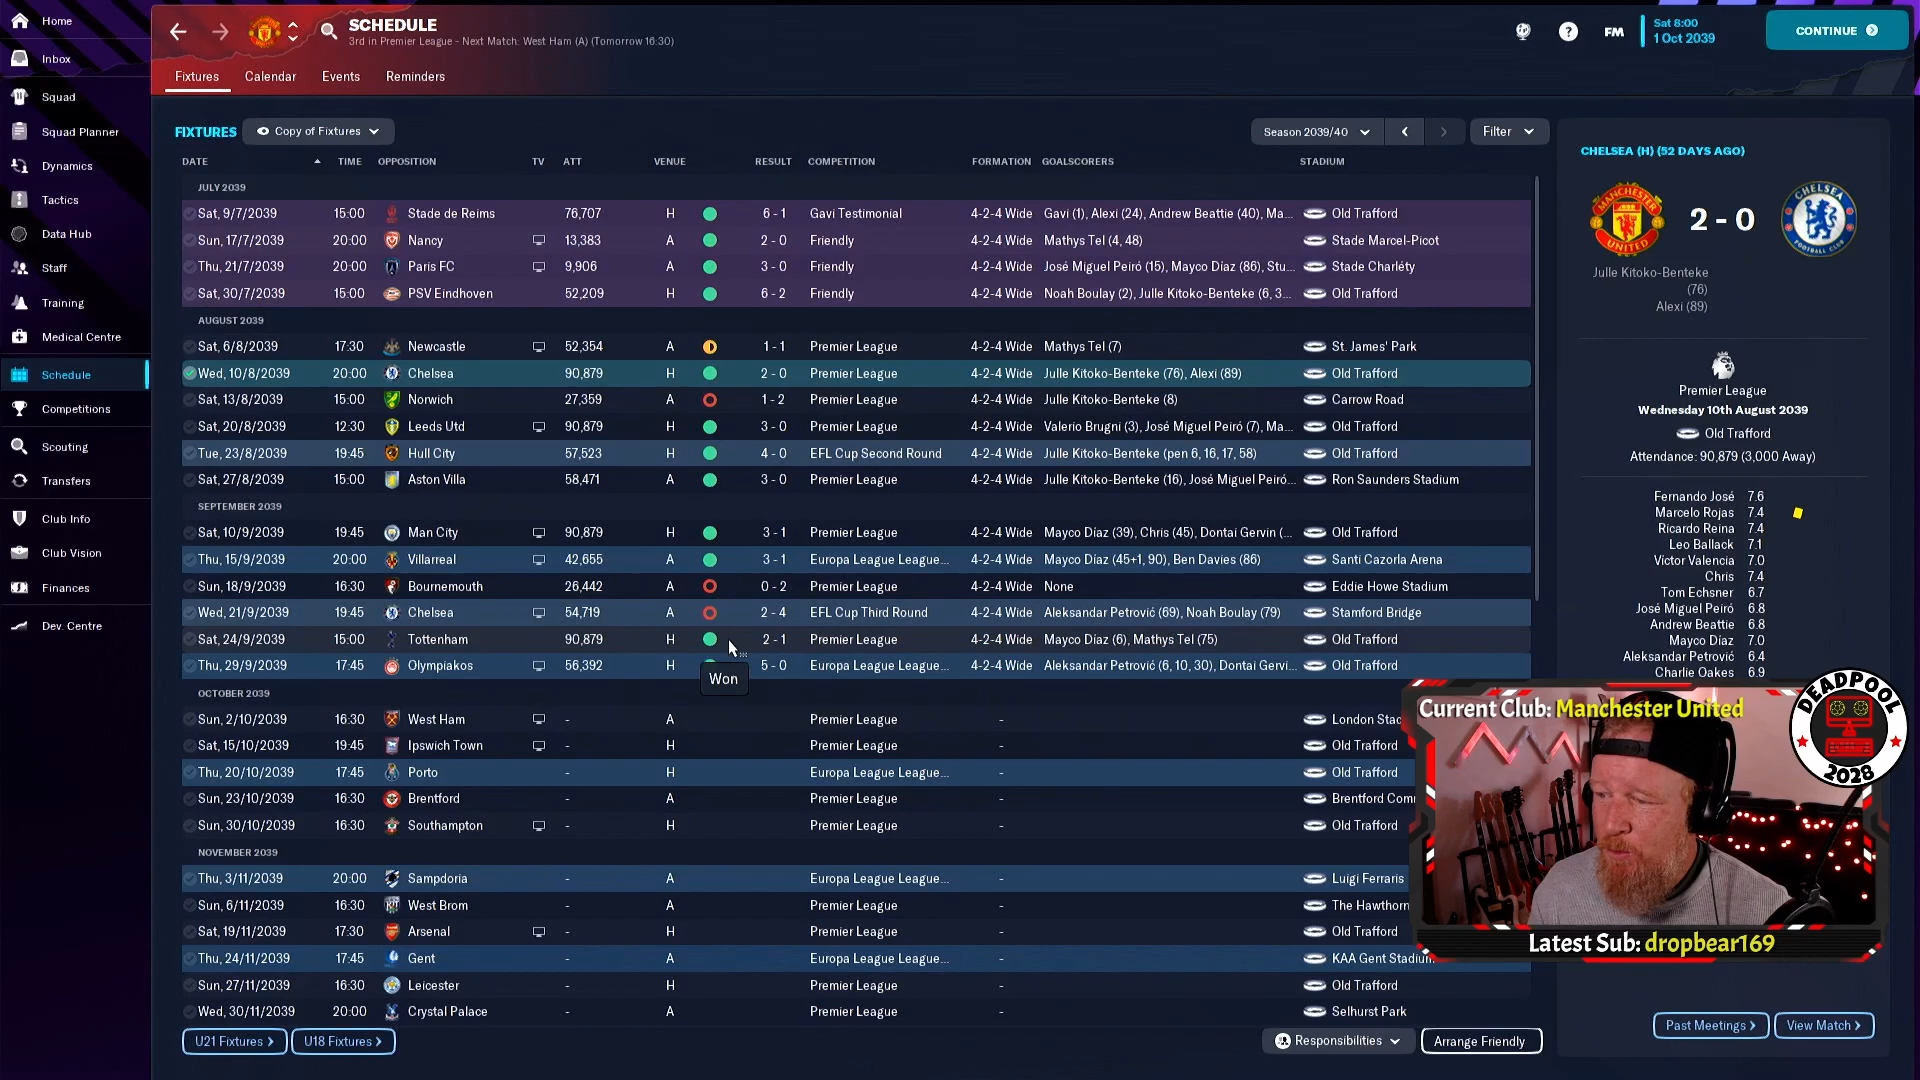 Home
Inbox
Squad
Squad Planner
Dynamics
Tactics
Data Hub
Staff
Training
Medical Centre
Schedule
Competitions
Scouting
Transfers
Club Info
Club Vision
Finances
Dev. Centre
SCHEDULE
3rd in Premier League - Next Match: West Ham (A) (Tomorrow 16:30)
FM
Sat 8:00
1 Oct 2039
CONTINUE
Fixtures Calendar Events Reminders
FIXTURES Copy of Fixtures Season 2039/40 Filter
DATE TIME OPPOSITION TV ATT VENUE RESULT COMPETITION FORMATION GOALSCORERS STADIUM
JULY 2039
Sat, 9/7/2039 15:00 Stade de Reims 76,707 H 6 - 1 Gavi Testimonial 4-2-4 Wide Gavi (1), Alexi (24), Andrew Beattie (40), Ma... Old Trafford
Sun, 17/7/2039 20:00 Nancy 13,383 A 2 - 0 Friendly 4-2-4 Wide Mathys Tel (4, 48) Stade Marcel-Picot
Thu, 21/7/2039 20:00 Paris FC 9,906 A 3 - 0 Friendly 4-2-4 Wide José Miguel Peiró (15), Mayco Díaz (86), Stu... Stade Charléty
Sat, 30/7/2039 15:00 PSV Eindhoven 52,209 H 6 - 2 Friendly 4-2-4 Wide Noah Boulay (2), Julle Kitoko-Benteke (6, 3... Old Trafford
AUGUST 2039
Sat, 6/8/2039 17:30 Newcastle 52,354 A 1 - 1 Premier League 4-2-4 Wide Mathys Tel (7) St. James' Park
Wed, 10/8/2039 20:00 Chelsea 90,879 H 2 - 0 Premier League 4-2-4 Wide Julle Kitoko-Benteke (76), Alexi (89) Old Trafford
Sat, 13/8/2039 15:00 Norwich 27,359 A 1 - 2 Premier League 4-2-4 Wide Julle Kitoko-Benteke (8) Carrow Road
Sat, 20/8/2039 12:30 Leeds Utd 90,879 H 3 - 0 Premier League 4-2-4 Wide Valerio Brugni (3), José Miguel Peiró (7), Ma... Old Trafford
Tue, 23/8/2039 19:45 Hull City 57,523 H 4 - 0 EFL Cup Second Round 4-2-4 Wide Julle Kitoko-Benteke (pen 6, 16, 17, 58) Old Trafford
Sat, 27/8/2039 15:00 Aston Villa 58,471 A 3 - 0 Premier League 4-2-4 Wide Julle Kitoko-Benteke (16), José Miguel Peiró... Ron Saunders Stadium
SEPTEMBER 2039
Sat, 10/9/2039 19:45 Man City 90,879 H 3 - 1 Premier League 4-2-4 Wide Mayco Díaz (39), Chris (45), Dontai Gervin (... Old Trafford
Thu, 15/9/2039 20:00 Villarreal 42,655 A 3 - 1 Europa League League... 4-2-4 Wide Mayco Díaz (45+1, 90), Ben Davies (86) Santi Cazorla Arena
Sun, 18/9/2039 16:30 Bournemouth 26,442 A 0 - 2 Premier League 4-2-4 Wide None Eddie Howe Stadium
Wed, 21/9/2039 19:45 Chelsea 54,719 A 2 - 4 EFL Cup Third Round 4-2-4 Wide Aleksandar Petrović (69), Noah Boulay (79) Stamford Bridge
Sat, 24/9/2039 15:00 Tottenham 90,879 H 2 - 1 Premier League 4-2-4 Wide Mayco Díaz (6), Mathys Tel (75) Old Trafford
Thu, 29/9/2039 17:45 Olympiakos 56,392 H 5 - 0 Europa League League... 4-2-4 Wide Aleksandar Petrović (6, 10, 30), Dontai Gervi... Old Trafford
Won
OCTOBER 2039
Sun, 2/10/2039 16:30 West Ham - A Premier League - London Stad
Sat, 15/10/2039 19:45 Ipswich Town - H Premier League - Old Trafford
Thu, 20/10/2039 17:45 Porto - H Europa League League... - Old Trafford
Sun, 23/10/2039 16:30 Brentford - A Premier League - Brentford Com
Sun, 30/10/2039 16:30 Southampton - H Premier League - Old Trafford
NOVEMBER 2039
Thu, 3/11/2039 20:00 Sampdoria - A Europa League League... - Luigi Ferraris
Sun, 6/11/2039 16:30 West Brom - A Premier League - The Hawthorn
Sat, 19/11/2039 17:30 Arsenal - H Premier League - Old Trafford
Thu, 24/11/2039 17:45 Gent - A Europa League League... - KAA Gent Stadium
Sun, 27/11/2039 16:30 Leicester - H Premier League - Old Trafford
Wed, 30/11/2039 20:00 Crystal Palace - A Premier League - Selhurst Park
U21 Fixtures U18 Fixtures Responsibilities Arrange Friendly
CHELSEA (H) (52 DAYS AGO)
2 - 0
Julle Kitoko-Benteke
(76)
Alexi (89)
Premier League
Wednesday 10th August 2039
Old Trafford
Attendance: 90,879 (3,000 Away)
Fernando José 7.6
Marcelo Rojas 7.4
Ricardo Reina 7.4
Leo Ballack 7.1
Víctor Valencia 7.0
Chris 7.4
Tom Echsner 6.7
José Miguel Peiró 6.8
Andrew Beattie 6.8
Mayco Díaz 7.0
Aleksandar Petrović 6.4
Charlie Oakes 6.9
Current Club: Manchester United
DEADPOOL
2028
Latest Sub: dropbear169
Past Meetings View Match